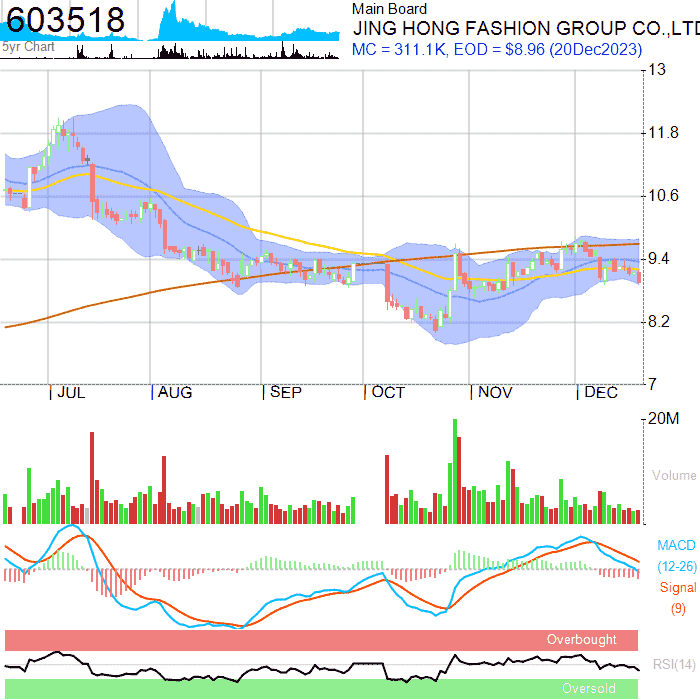 603518
5yr Chart
Main Board
JING HONG FASHION GROUP CO.,LTD
MC = 311.1K, EOD = $8.96 (20Dec2023)
13
11.8
10.6
9.4
8.2
7
JUL AUG SEP OCT NOV DEC
20M
Volume
MACD
(12-26)
Signal
(9)
Overbought
RSI(14)
Oversold